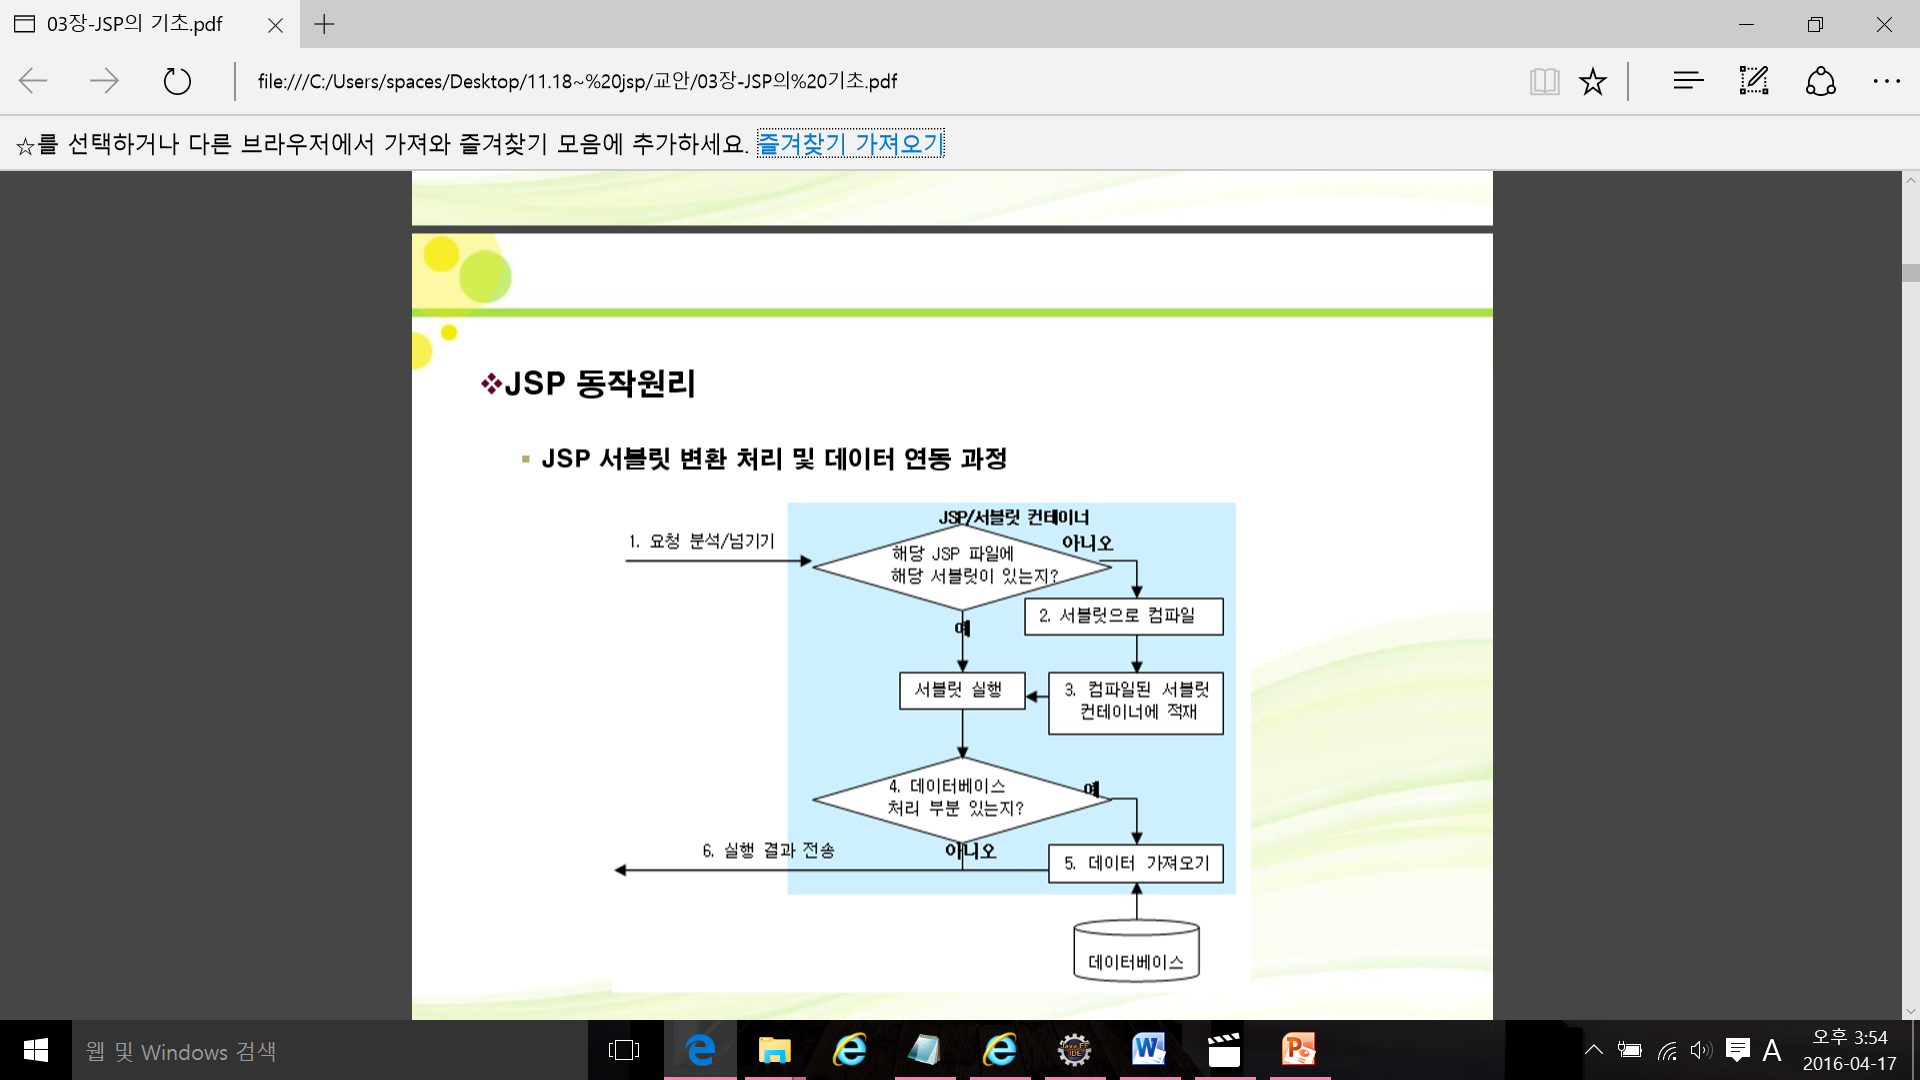 03장-JSP의 기초.pdf
file:///C:/Users/spaces/Desktop/11.18~%20jsp/교안/03장-JSP의%20기초.pdf
☆를 선택하거나 다른 브라우저에서 가져와 즐겨찾기 모음에 추가하세요. 즐겨찾기 가져오기
❖JSP 동작원리
▪ JSP 서블릿 변환 처리 및 데이터 연동 과정
JSP/서블릿 컨테이너
1. 요청 분석/넘기기
아니오
해당 JSP 파일에
해당 서블릿이 있는지?
2. 서블릿으로 컴파일
예
서블릿 실행
3. 컴파일된 서블릿
컨테이너에 적재
4. 데이터베이스
처리 부분 있는지?
예
6. 실행 결과 전송
아니오
5. 데이터 가져오기
데이터베이스
웹 및 Windows 검색
Java EE
IDE
A
오후 3:54
2016-04-17